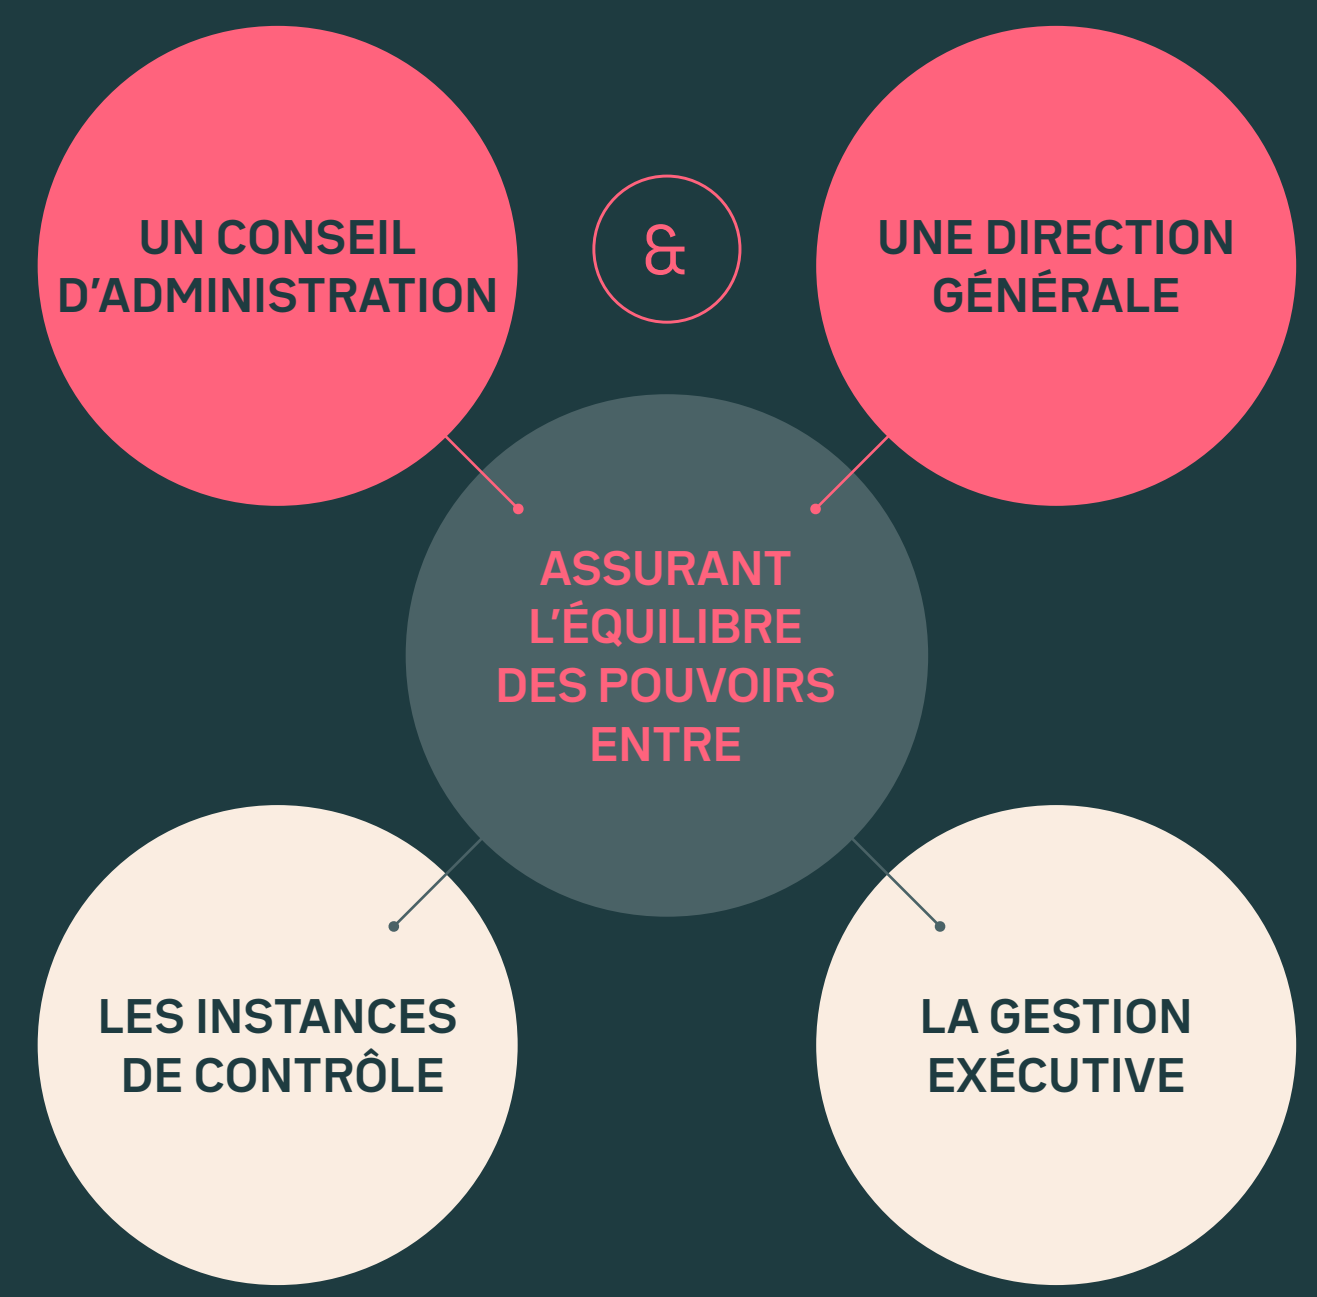 UN CONSEIL
D’ADMINISTRATION
&
UNE DIRECTION
GÉNÉRALE
ASSURANT
L’ÉQUILIBRE
DES POUVOIRS
ENTRE
LES INSTANCES
DE CONTRÔLE
LA GESTION
EXÉCUTIVE